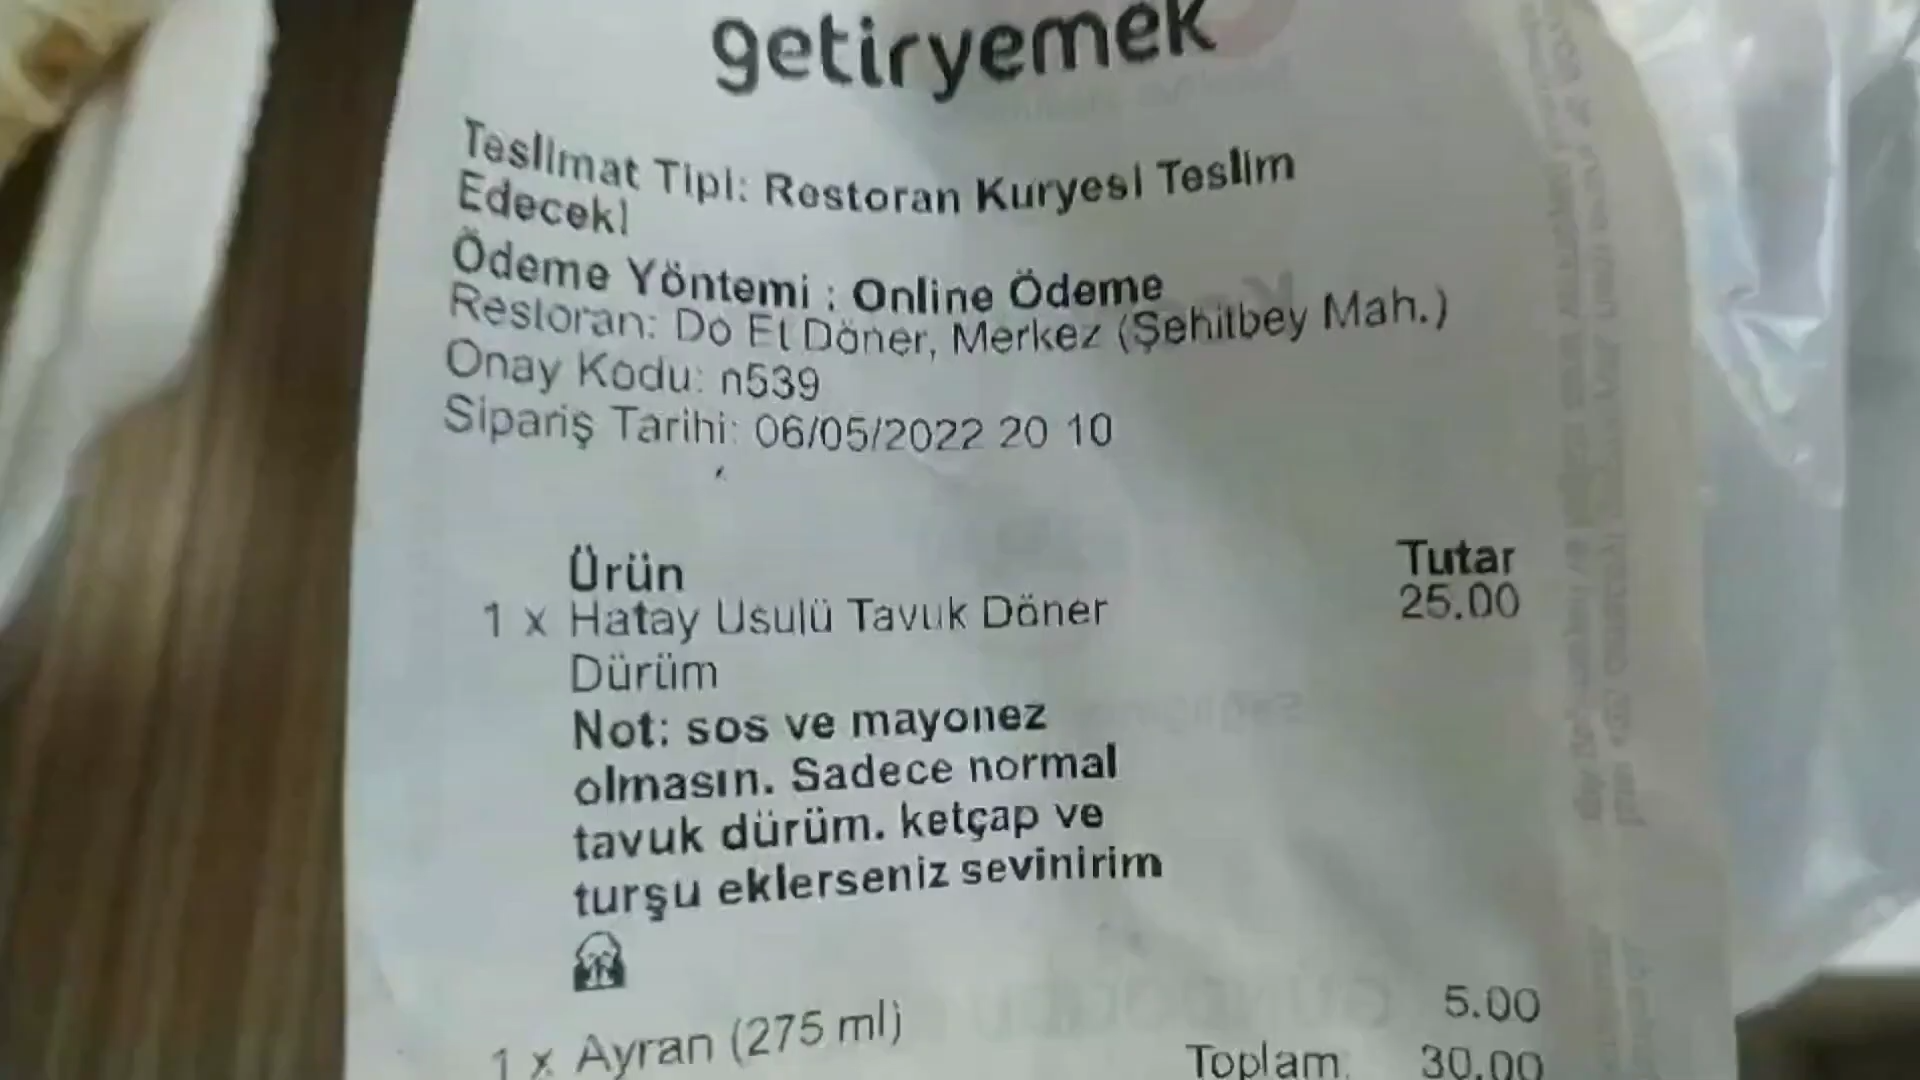 getiryemek
Teslimat Tipi: Restoran Kuryesi Teslim
Edecek!
Ödeme Yöntemi : Online Ödeme
Restoran: Do Et Döner, Merkez (Şehitbey Mah.)
Onay Kodu: n539
Sipariş Tarihi: 06/05/2022 20 10
Ürün Tutar
1 x Hatay Usulü Tavuk Döner 25.00
Dürüm
Not: sos ve mayonez
olmasın. Sadece normal
tavuk dürüm. ketçap ve
turşu eklerseniz sevinirim
1 x Ayran (275 ml) 5.00
Toplam 30.00